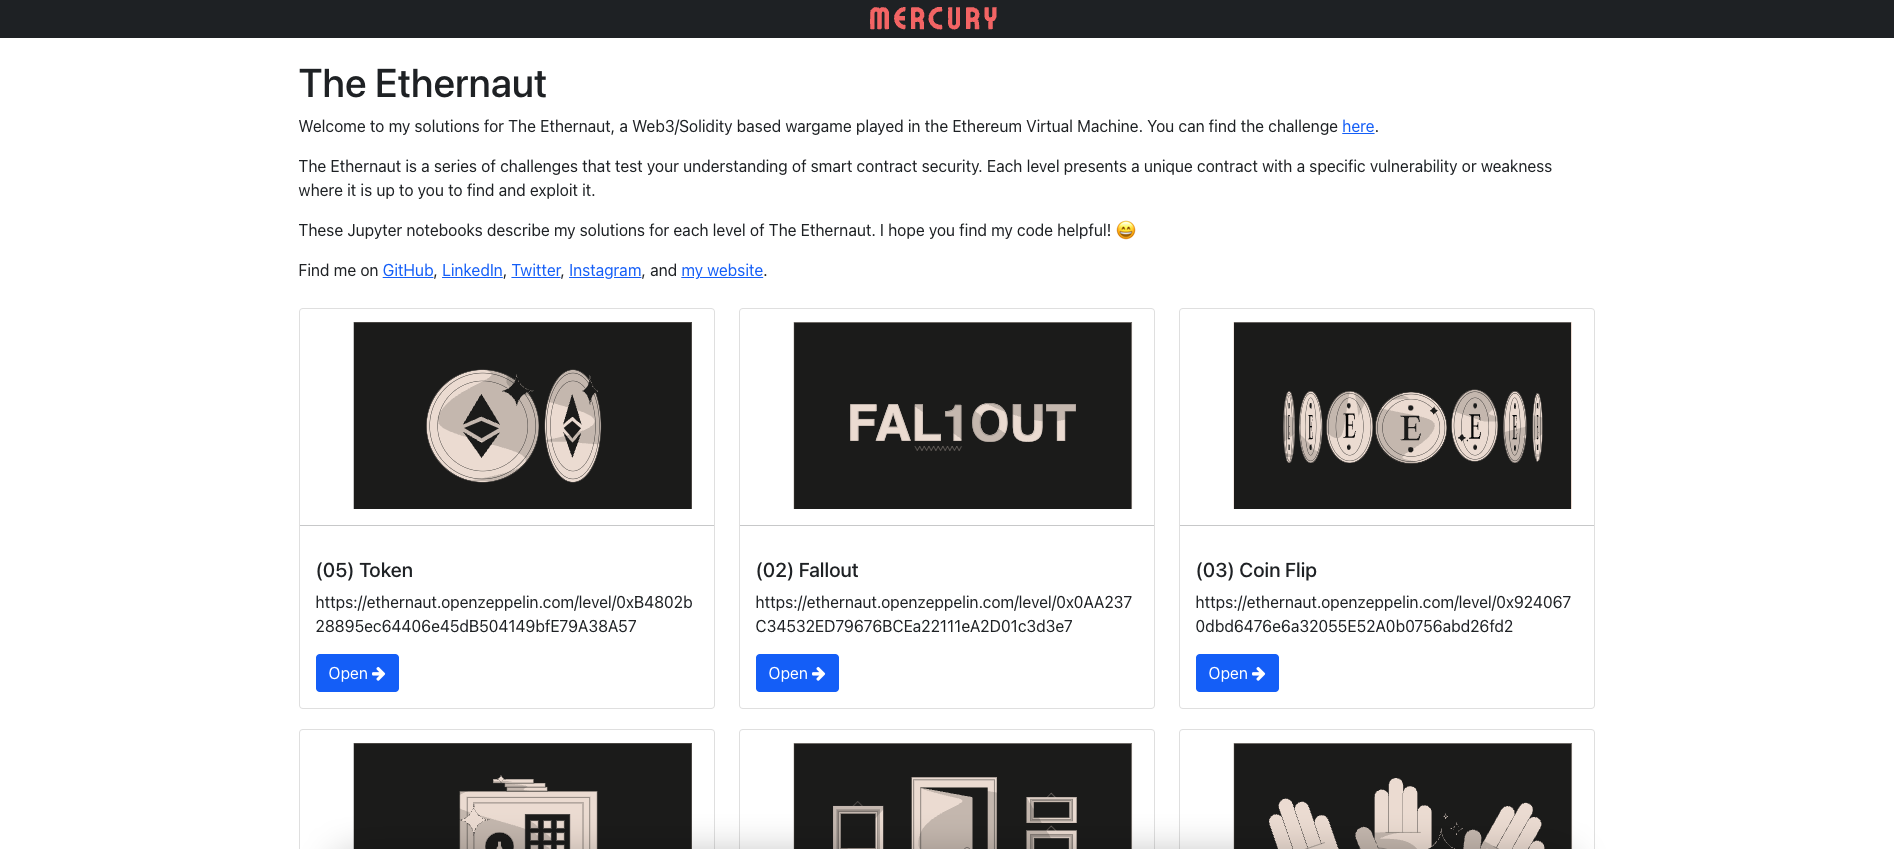 MERCURY
The Ethernaut
Welcome to my solutions for The Ethernaut, a Web3/Solidity based wargame played in the Ethereum Virtual Machine. You can find the challenge here.
The Ethernaut is a series of challenges that test your understanding of smart contract security. Each level presents a unique contract with a specific vulnerability or weakness
where it is up to you to find and exploit it.
These Jupyter notebooks describe my solutions for each level of The Ethernaut. I hope you find my code helpful! 😄
Find me on GitHub, LinkedIn, Twitter, Instagram, and my website.
(05) Token
https://ethernaut.openzeppelin.com/level/0xB4802b
28895ec64406e45dB504149bfE79A38A57
Open
FAL1OUT
(02) Fallout
https://ethernaut.openzeppelin.com/level/0x0AA237
C34532ED79676BCEa22111eA2D01c3d3e7
Open
E E E E E E E
(03) Coin Flip
https://ethernaut.openzeppelin.com/level/0x924067
0dbd6476e6a32055E52A0b0756abd26fd2
Open